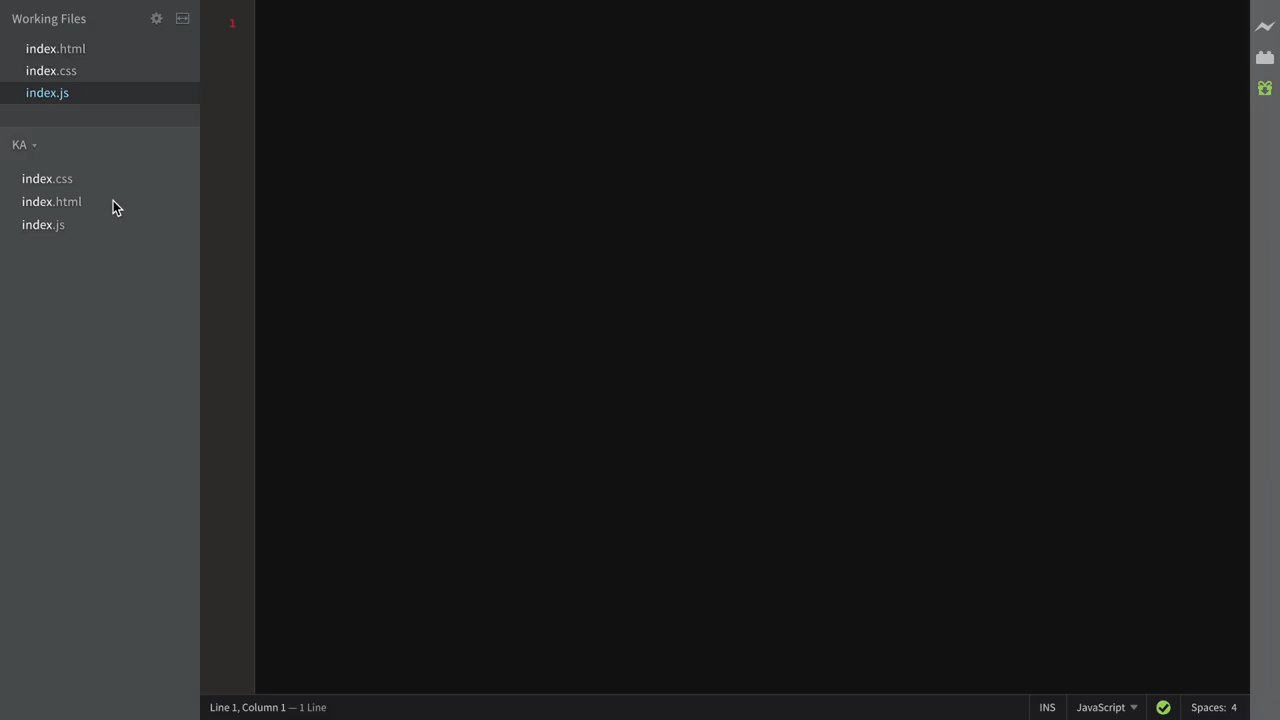 Working Files
index.html
index.css
index.js
KA
index.css
index.html
index.js
1
Line 1, Column 1 — 1 Line
INS
JavaScript
Spaces: 4